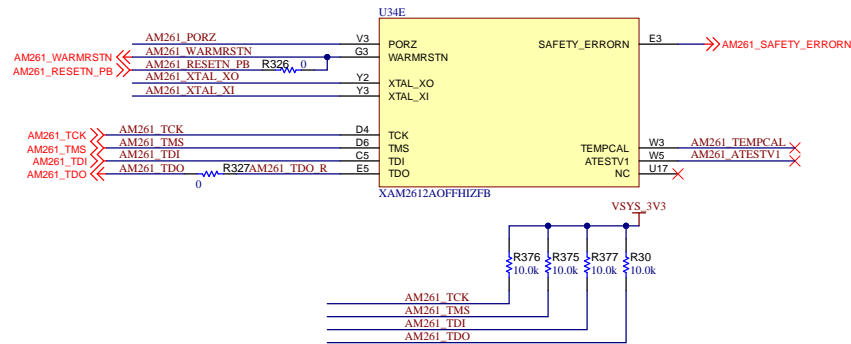 U34E
AM261_PORZ V3 PORZ SAFETY_ERRORN E3 AM261_SAFETY_ERRORN
AM261_WARMRSTN AM261_WARMRSTN G3 WARMRSTN
AM261_RESETN_PB AM261_RESETN_PB R326 0
AM261_XTAL_XO Y2 XTAL_XO
AM261_XTAL_XI Y3 XTAL_XI
AM261_TCK AM261_TCK D4 TCK
AM261_TMS AM261_TMS D6 TMS TEMPCAL W3 AM261_TEMPCAL
AM261_TDI AM261_TDI C5 TDI ATESTV1 W5 AM261_ATESTV1
AM261_TDO AM261_TDO R327 AM261_TDO_R E5 TDO NC U17
0
XAM2612AOFFHIZFB
VSYS_3V3
R376 R375 R377 R30
10.0k 10.0k 10.0k 10.0k
AM261_TCK
AM261_TMS
AM261_TDI
AM261_TDO